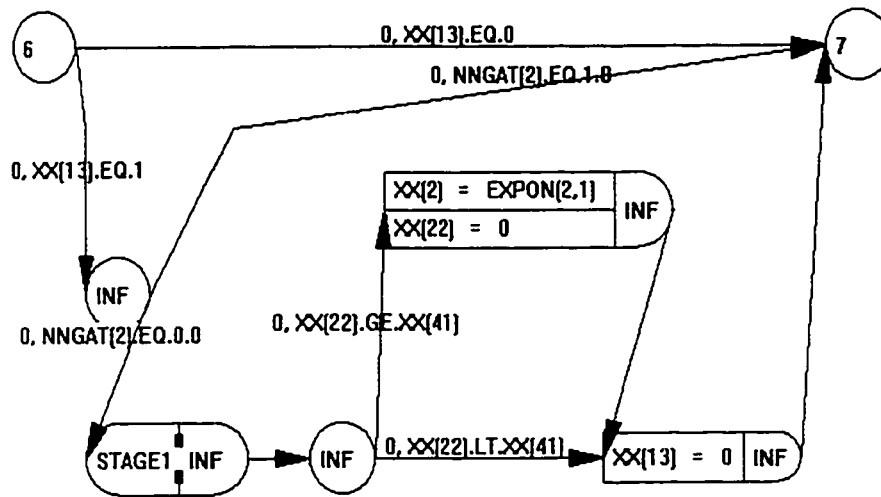 6
0, XX[13].EQ.0
7
0, NNGAT[2].EQ.1.0
0, XX[13].EQ.1
XX[2] = EXPON(2,1)
INF
XX[22] = 0
INF
0, NNGAT[2].EQ.0.0
0, XX[22].GE.XX[41]
STAGE1
INF
INF
0, XX[22].LT.XX[41]
XX[13] = 0
INF